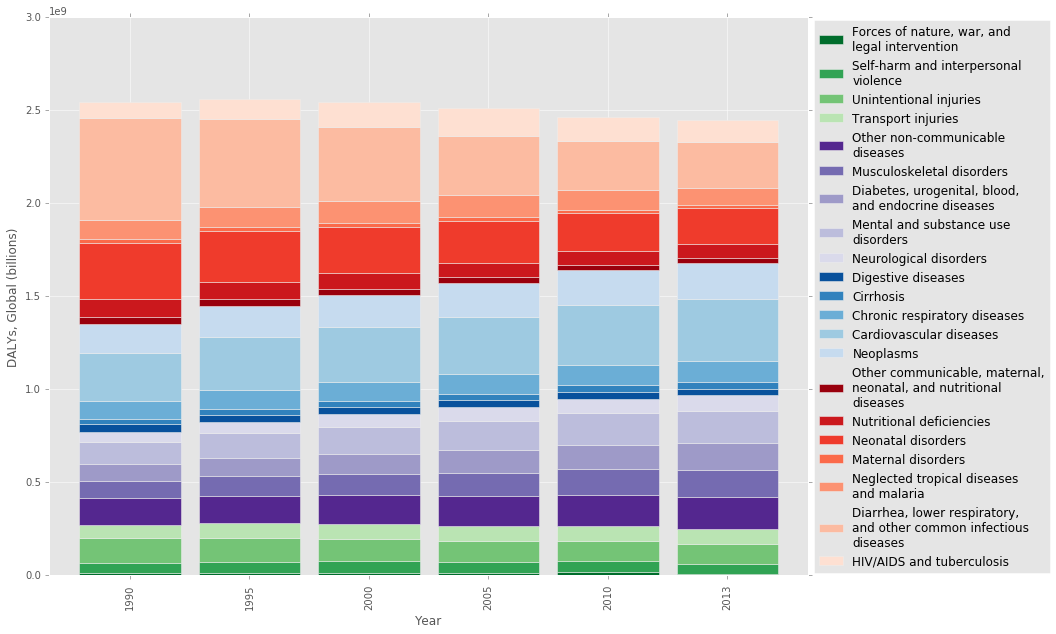 1e9
3.0
2.5
2.0
1.5
1.0
0.5
0.0
DALYs, Global (billions)
1990
1995
2000
2005
2010
2013
Year
Forces of nature, war, and
legal intervention
Self-harm and interpersonal
violence
Unintentional injuries
Transport injuries
Other non-communicable
diseases
Musculoskeletal disorders
Diabetes, urogenital, blood,
and endocrine diseases
Mental and substance use
disorders
Neurological disorders
Digestive diseases
Cirrhosis
Chronic respiratory diseases
Cardiovascular diseases
Neoplasms
Other communicable, maternal,
neonatal, and nutritional
diseases
Nutritional deficiencies
Neonatal disorders
Maternal disorders
Neglected tropical diseases
and malaria
Diarrhea, lower respiratory,
and other common infectious
diseases
HIV/AIDS and tuberculosis